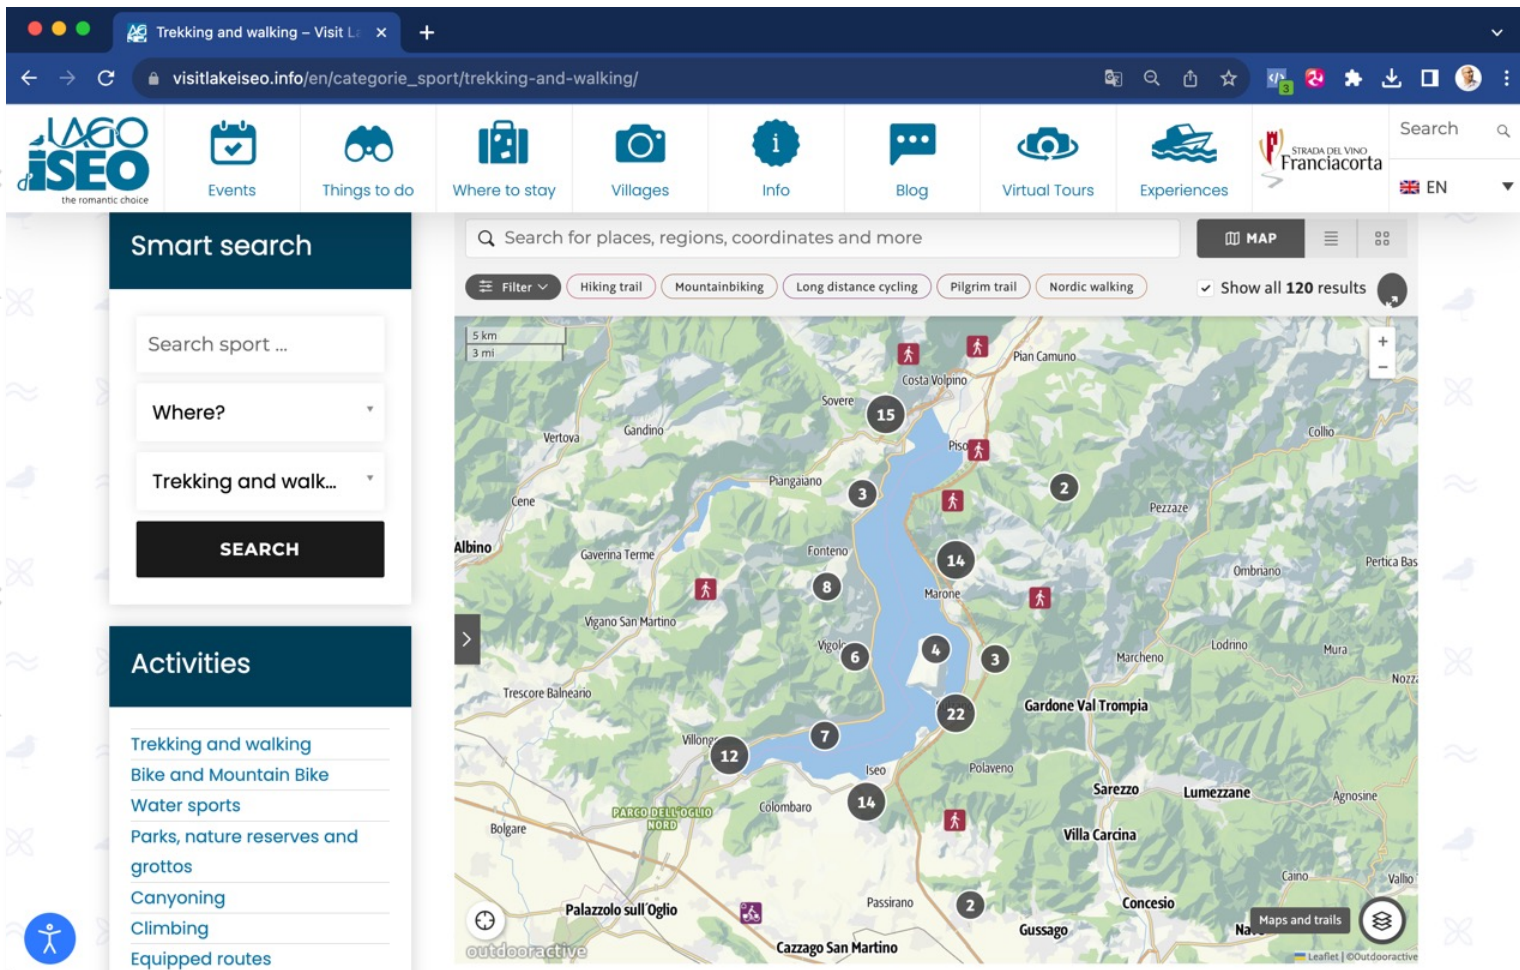 Trekking and walking – Visit L
visitlakeiseo.info/en/categorie_sport/trekking-and-walking/
3
LAGO
d'ISEO
the romantic choice
Events
Things to do
Where to stay
Villages
Info
Blog
Virtual Tours
Experiences
STRADA DEL VINO
Franciacorta
Search
EN
Smart search
Search sport ...
Where?
Trekking and walk...
SEARCH
Activities
Trekking and walking
Bike and Mountain Bike
Water sports
Parks, nature reserves and
grottos
Canyoning
Climbing
Equipped routes
Search for places, regions, coordinates and more
MAP
Filter
Hiking trail
Mountainbiking
Long distance cycling
Pilgrim trail
Nordic walking
Show all 120 results
5 km
3 mi
+
−
Pian Camuno
Costa Volpino
Sovere
15
Gandino
Vertova
Collio
Piso
Piangaiano
3
2
Cene
Pezzaze
Albino
Gaverina Terme
Fonteno
14
Ombriano
Pertica Bas
8
Marone
Vigano San Martino
Vigolo
6
4
3
Marcheno
Lodrino
Mura
Nozza
Trescore Balneario
22
Gardone Val Trompia
7
Villongo
12
Iseo
Polaveno
Sarezzo
Lumezzane
Agnosine
14
Colombaro
PARCO DELL'OGLIO
NORD
Bolgare
Villa Carcina
Caino
Vallio
Passirano
2
Concesio
Palazzolo sull'Oglio
Gussago
Maps and trails
outdooractive
Cazzago San Martino
Leaflet | ©Outdooractive